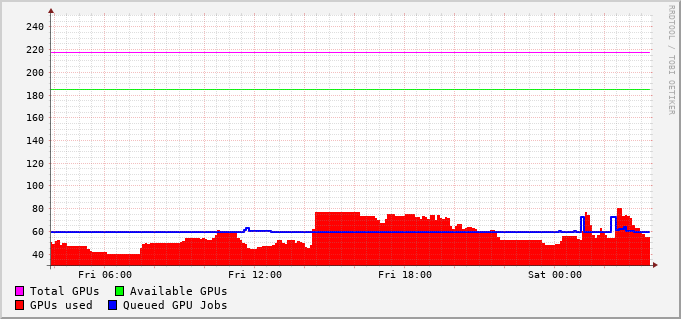 240
220
200
180
160
140
120
100
80
60
40
Fri 06:00 Fri 12:00 Fri 18:00 Sat 00:00
Total GPUs Available GPUs
GPUs used Queued GPU Jobs
RRDTOOL / TOBI OETIKER